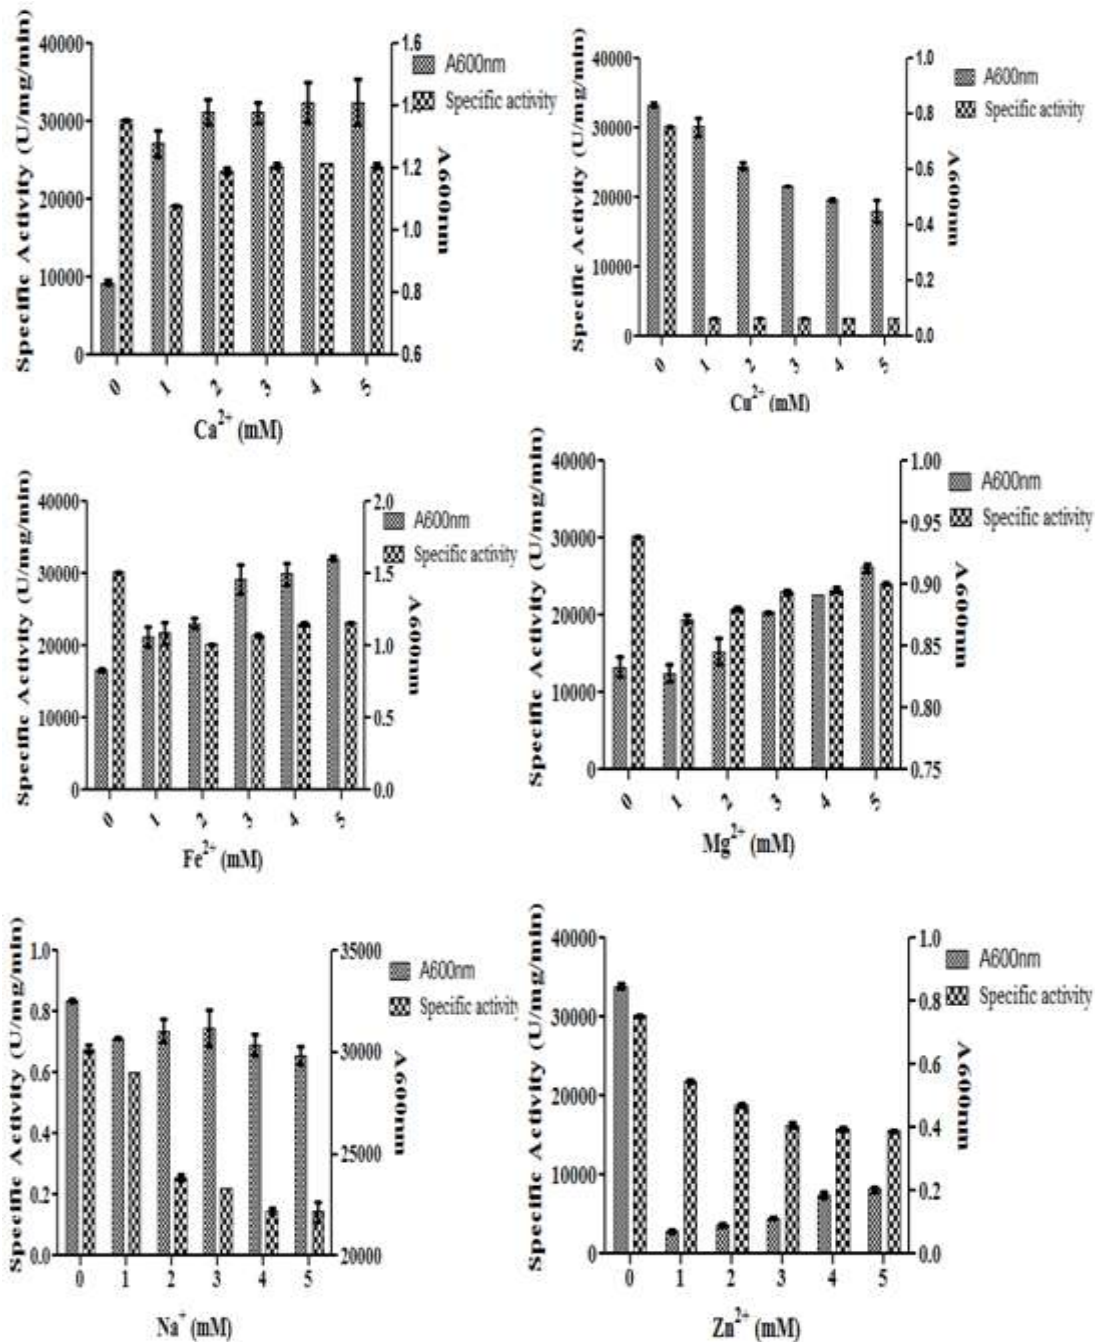 Specific Activity (U/mg/min)
40000
30000
20000
10000
0
1.6
1.4
1.2
1.0
0.8
0.6
A600nm
A600nm
Specific activity
0 1 2 3 4 5
Ca2+ (mM)
Specific Activity (U/mg/min)
40000
30000
20000
10000
0
1.0
0.8
0.6
0.4
0.2
0.0
A600nm
A600nm
Specific activity
0 1 2 3 4 5
Cu2+ (mM)
Specific Activity (U/mg/min)
40000
30000
20000
10000
0
2.0
1.5
1.0
0.5
0.0
A600nm
A600nm
Specific activity
0 1 2 3 4 5
Fe2+ (mM)
Specific Activity (U/mg/min)
40000
30000
20000
10000
0
1.00
0.95
0.90
0.85
0.80
0.75
A600nm
A600nm
Specific activity
0 1 2 3 4 5
Mg2+ (mM)
Specific Activity (U/mg/min)
1.0
0.8
0.6
0.4
0.2
0.0
35000
30000
25000
20000
A600nm
A600nm
Specific activity
0 1 2 3 4 5
Na+ (mM)
Specific Activity (U/mg/min)
40000
30000
20000
10000
0
1.0
0.8
0.6
0.4
0.2
0.0
A600nm
A600nm
Specific activity
0 1 2 3 4 5
Zn2+ (mM)